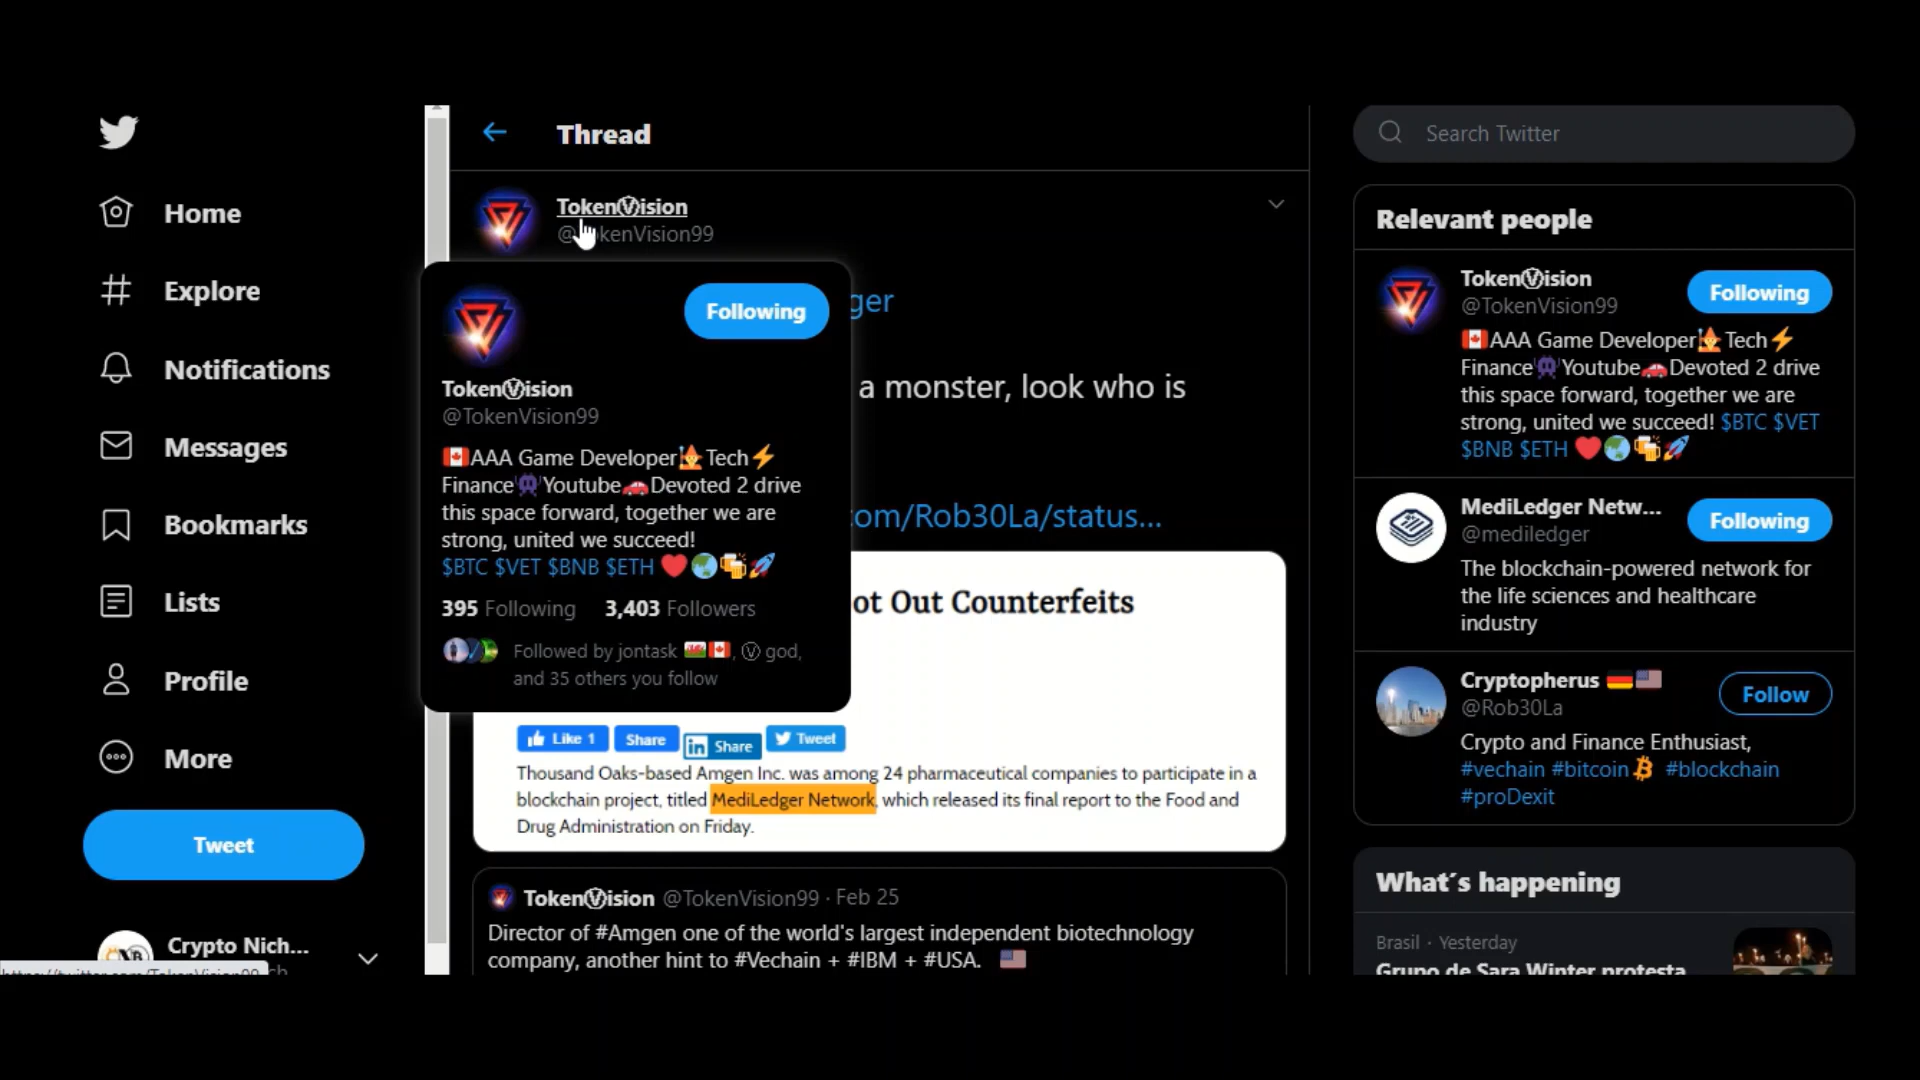 Home
Explore
Notifications
Messages
Bookmarks
Lists
Profile
More
Tweet
Crypto Nich...
Thread
TokenⓋision
@TokenVision99
ger
a monster, look who is
com/Rob30La/status...
Following
TokenⓋision
@TokenVision99
🇨🇦AAA Game Developer🧝Tech⚡
Finance👾Youtube🚗Devoted 2 drive
this space forward, together we are
strong, united we succeed!
$BTC $VET $BNB $ETH ❤️🌏🍻🚀
395 Following 3,403 Followers
Followed by jontask 🏴󠁧󠁢󠁷󠁬󠁳󠁿🇨🇦, Ⓥ god,
and 35 others you follow
ot Out Counterfeits
Like 1 Share in Share Tweet
Thousand Oaks-based Amgen Inc. was among 24 pharmaceutical companies to participate in a
blockchain project, titled MediLedger Network, which released its final report to the Food and
Drug Administration on Friday.
TokenⓋision @TokenVision99 · Feb 25
Director of #Amgen one of the world's largest independent biotechnology
company, another hint to #Vechain + #IBM + #USA. 🇺🇸
Search Twitter
Relevant people
TokenⓋision
@TokenVision99
Following
🇨🇦AAA Game Developer🧝Tech⚡
Finance👾Youtube🚗Devoted 2 drive
this space forward, together we are
strong, united we succeed! $BTC $VET
$BNB $ETH ❤️🌏🍻🚀
MediLedger Netw...
@mediledger
Following
The blockchain-powered network for
the life sciences and healthcare
industry
Cryptopherus 🇩🇪🇺🇸
@Rob30La
Follow
Crypto and Finance Enthusiast,
#vechain #bitcoin #blockchain
#proDexit
What's happening
Brasil · Yesterday
Grupo de Sara Winter protesta